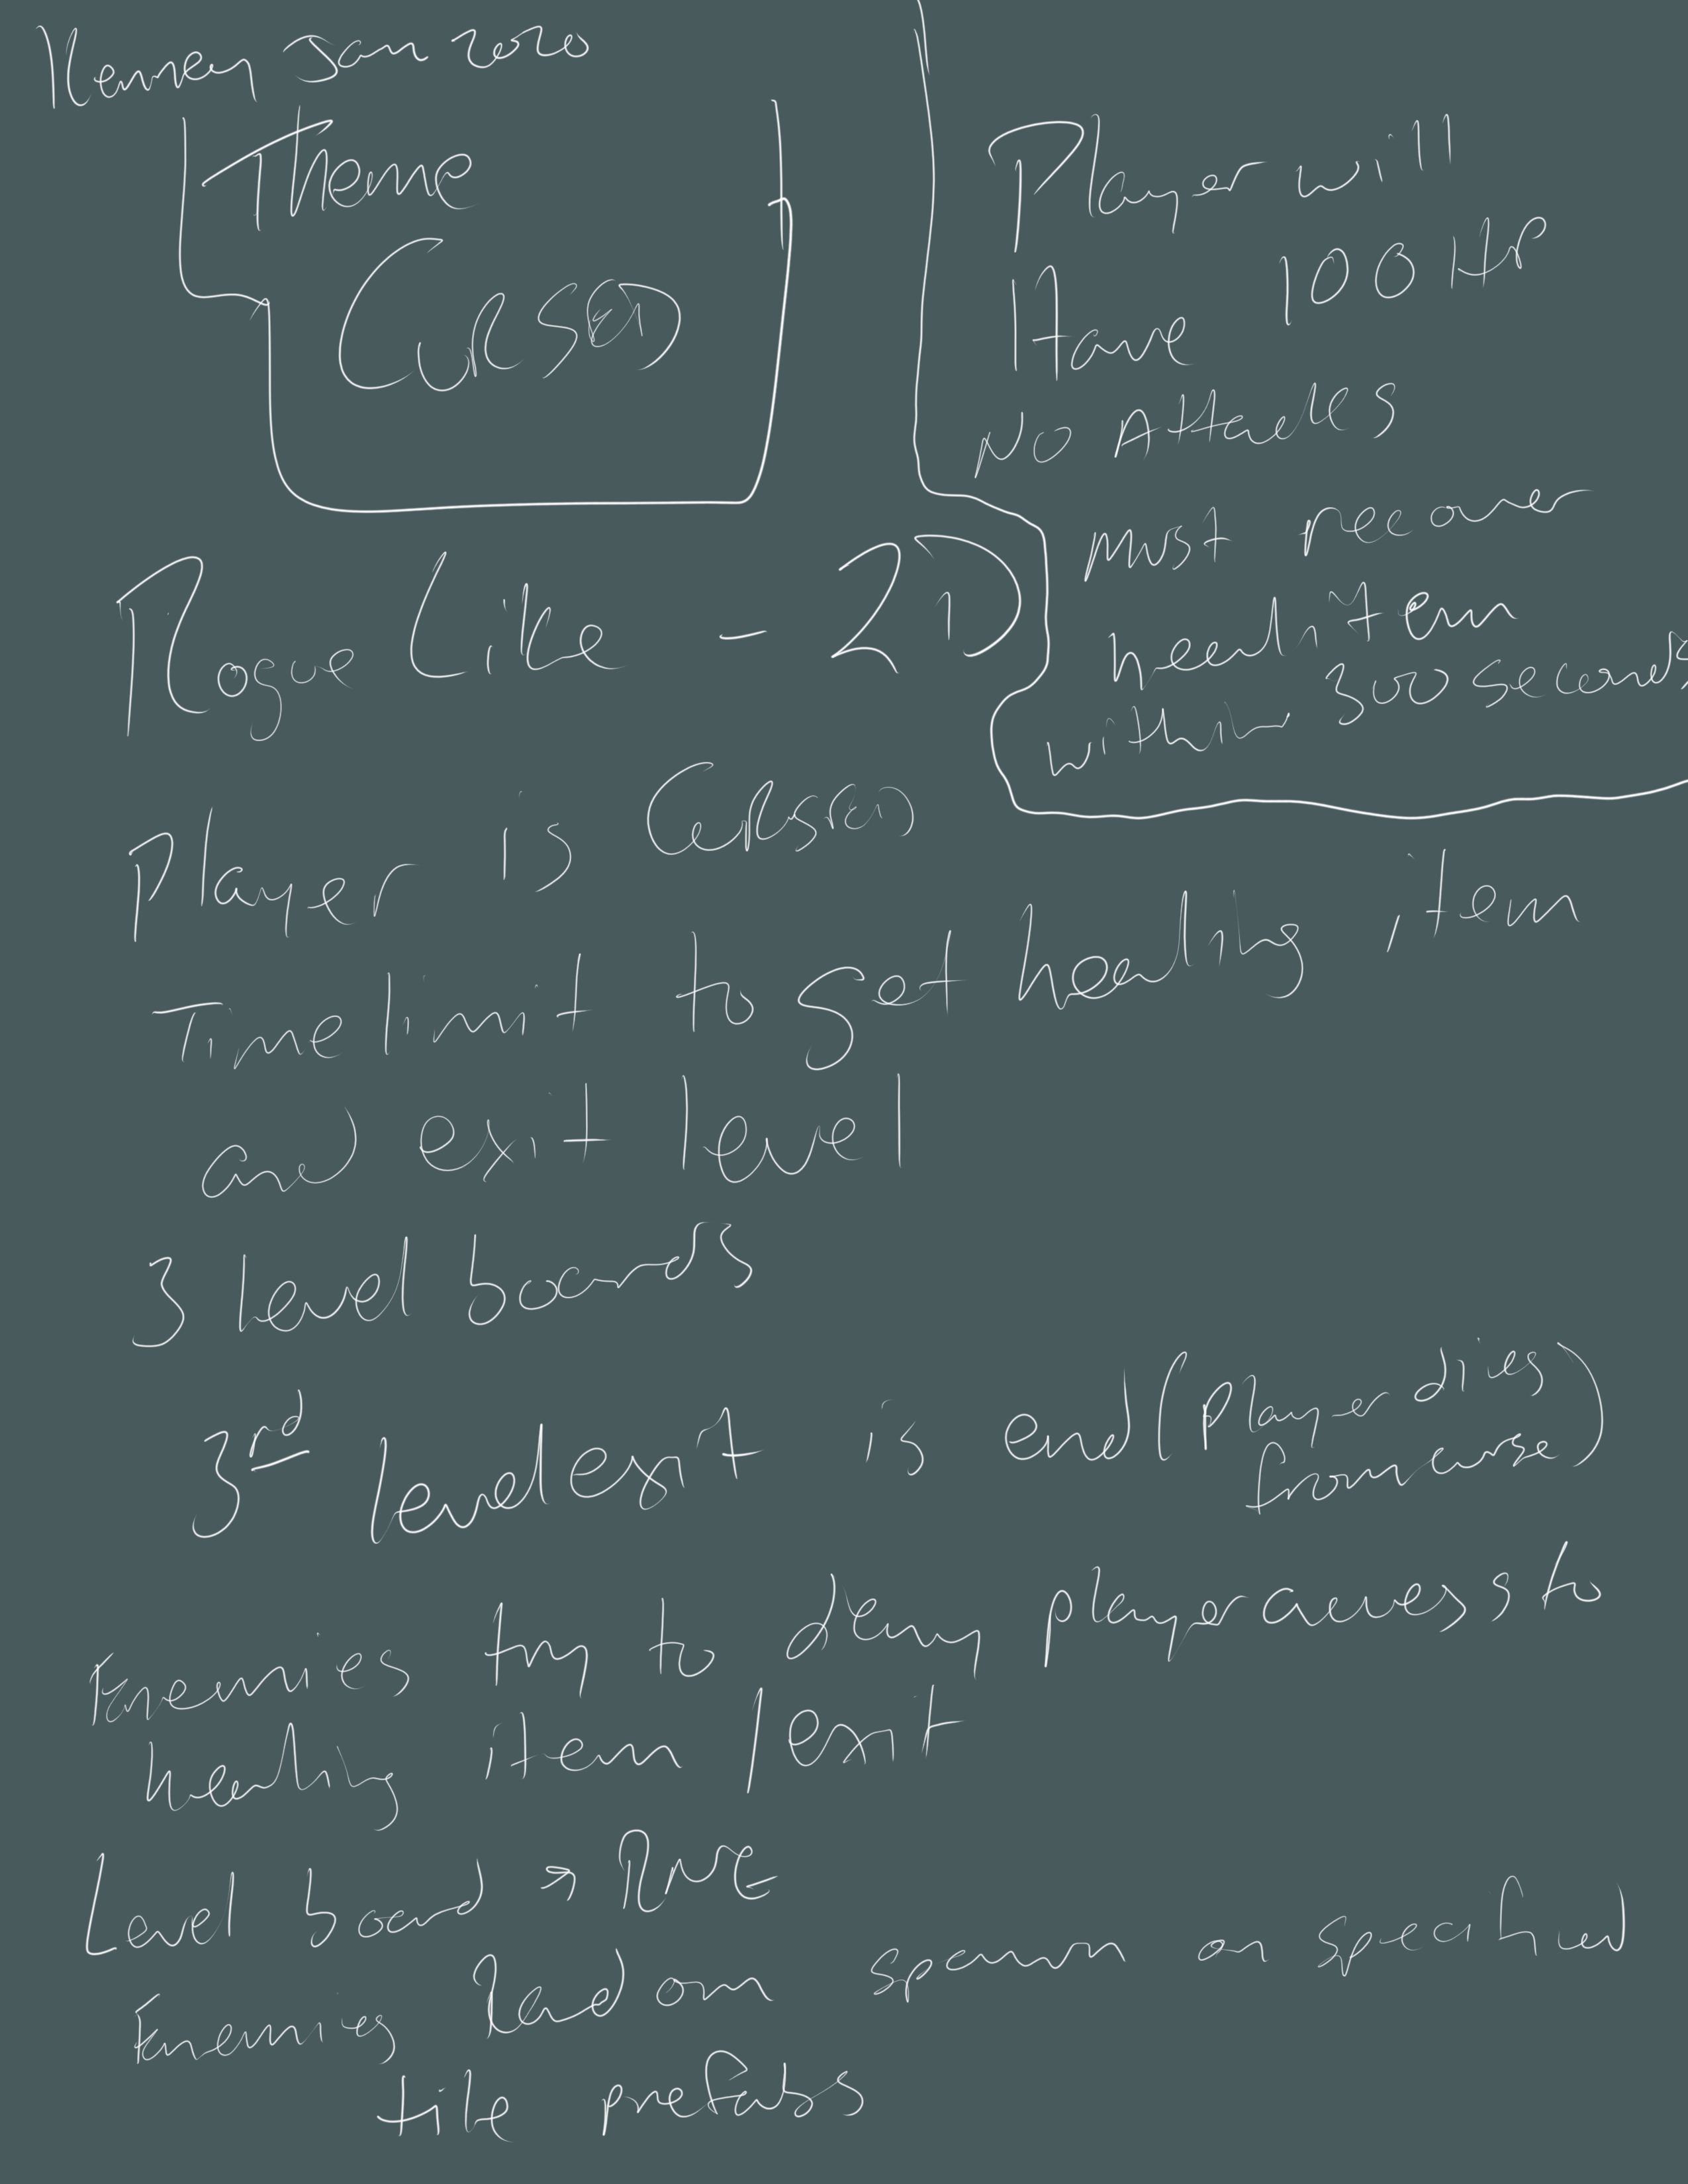 Kenney Jam 2020
Theme
CURSED
Player will
Have 100 HP
NO Attacks
Must recover
healin item
within 300 seconds
Rogue Like - 2D
Player is CURSED
Time limit to get healing item
and exit level
3 level boards
3rd level exit is end (player dies
from curse)
Enemies try to deny player access to
healing item / exit
Level board → RNG
Enemies Random spawn on specified
tile prefabs